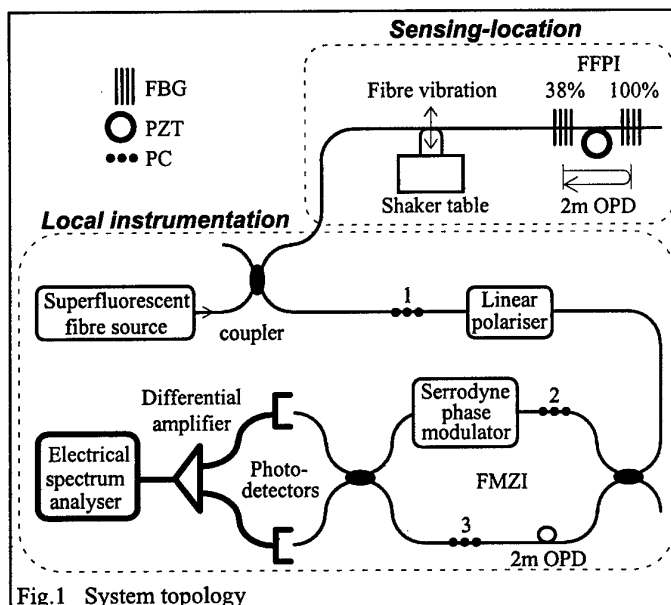 Sensing-location
FFPI
38% 100%
FBG
PZT
PC
Fibre vibration
Shaker table
2m OPD
Local instrumentation
Superfluorescent
fibre source
coupler
1
Linear
polariser
Differential
amplifier
Electrical
spectrum
analyser
Photo-
detectors
Serrodyne
phase
modulator
2
FMZI
3
2m OPD
Fig.1 System topology